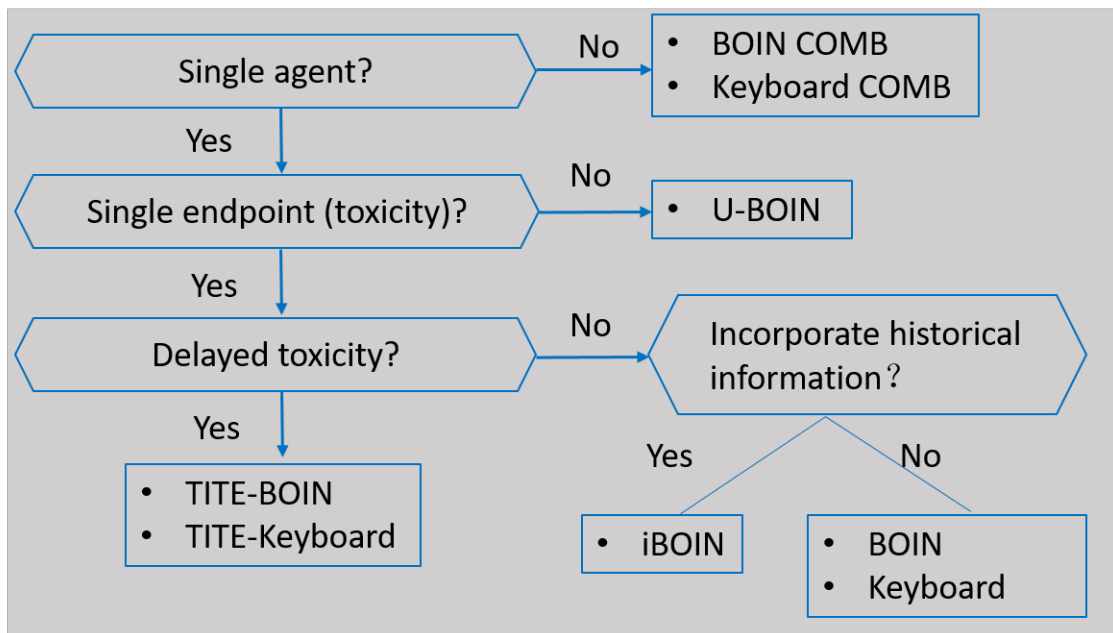 Single agent?
No
• BOIN COMB
• Keyboard COMB
Yes
Single endpoint (toxicity)?
No
• U-BOIN
Yes
Delayed toxicity?
No
Incorporate historical
information？
Yes
• TITE-BOIN
• TITE-Keyboard
Yes
No
• iBOIN
• BOIN
• Keyboard